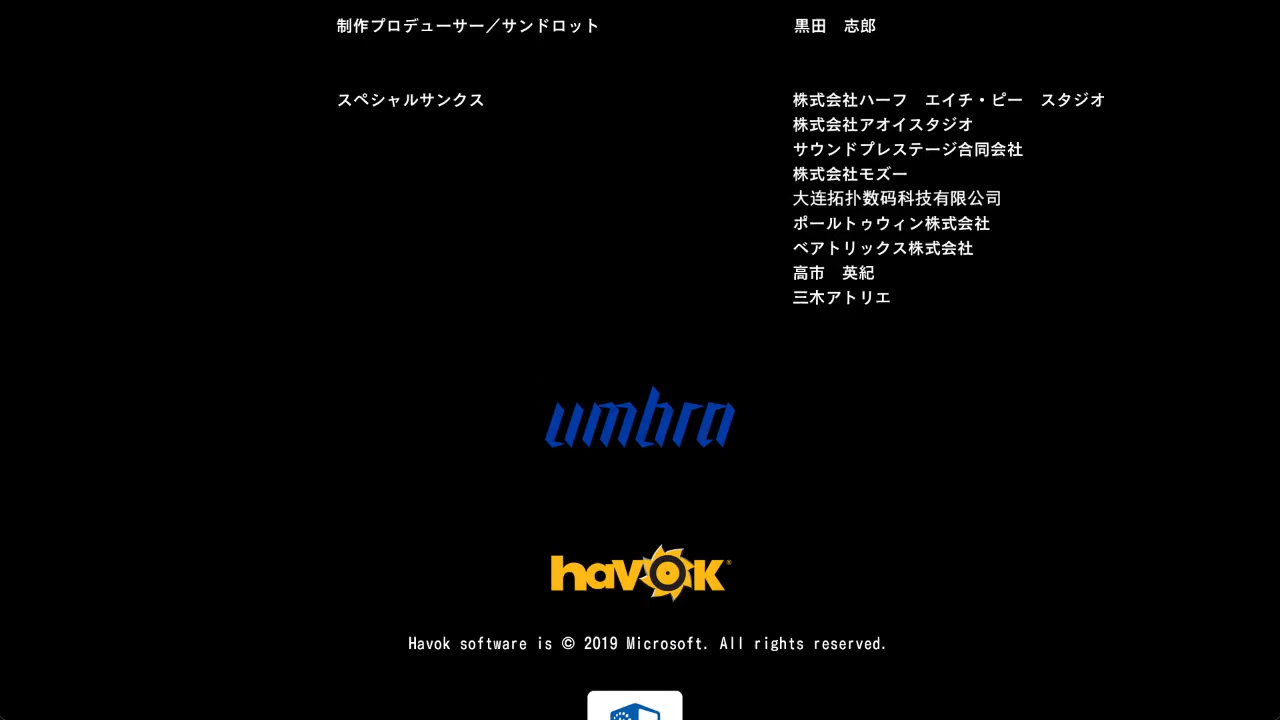 制作プロデューサー／サンドロット　黒田　志郎
スペシャルサンクス　株式会社ハーフ　エイチ・ピー　スタジオ
株式会社アオイスタジオ
サウンドプレステージ合同会社
株式会社モズー
大连拓扑数码科技有限公司
ポールトゥウィン株式会社
ベアトリックス株式会社
高市　英紀
三木アトリエ
umbra
havok®
Havok software is © 2019 Microsoft. All rights reserved.